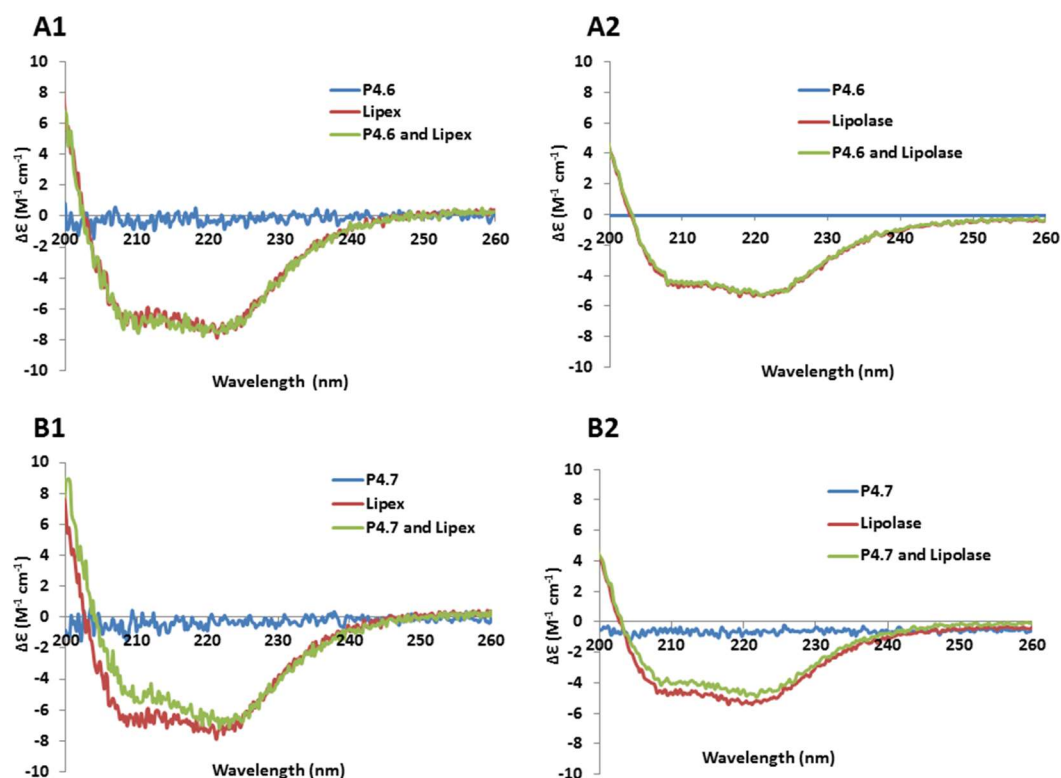 A1
10
8
6
4
2
0
-2
-4
-6
-8
-10
200 210 220 230 240 250 260
Δε (M⁻¹ cm⁻¹)
Wavelength (nm)
P4.6
Lipex
P4.6 and Lipex
A2
10
8
6
4
2
0
-2
-4
-6
-8
-10
200 210 220 230 240 250 260
Δε (M⁻¹ cm⁻¹)
Wavelength (nm)
P4.6
Lipolase
P4.6 and Lipolase
B1
10
8
6
4
2
0
-2
-4
-6
-8
-10
200 210 220 230 240 250 260
Δε (M⁻¹ cm⁻¹)
Wavelength (nm)
P4.7
Lipex
P4.7 and Lipex
B2
10
8
6
4
2
0
-2
-4
-6
-8
-10
200 210 220 230 240 250 260
Δε (M⁻¹ cm⁻¹)
Wavelength (nm)
P4.7
Lipolase
P4.7 and Lipolase